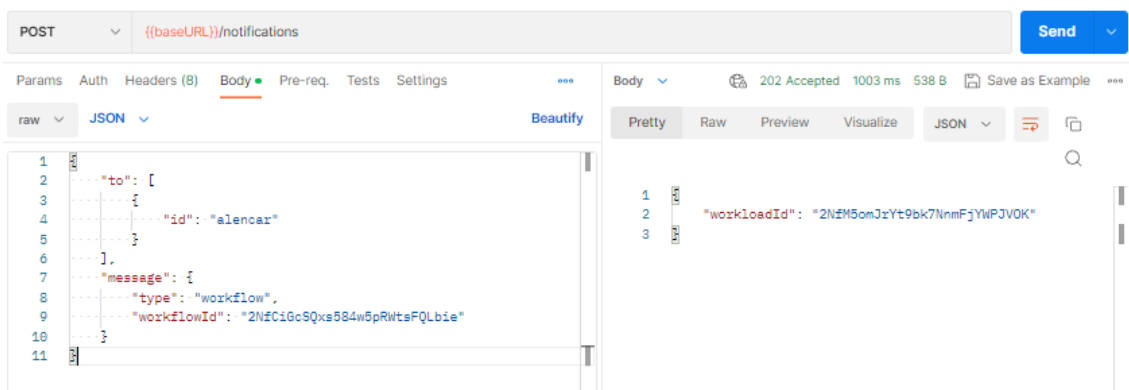 POST {{baseURL}}/notifications Send
Params Auth Headers (8) Body Pre-req. Tests Settings
raw JSON Beautify
1 {
2 "to": [
3 {
4 "id": "alencar"
5 }
6 ],
7 "message": {
8 "type": "workflow",
9 "workflowId": "2NfCiGcSQxs584w5pRWtsFQLbie"
10 }
11 }
Body 202 Accepted 1003 ms 538 B Save as Example
Pretty Raw Preview Visualize JSON
1 {
2 "workloadId": "2NfM5omJrYt9bk7NnmFjYWPJVOK"
3 }